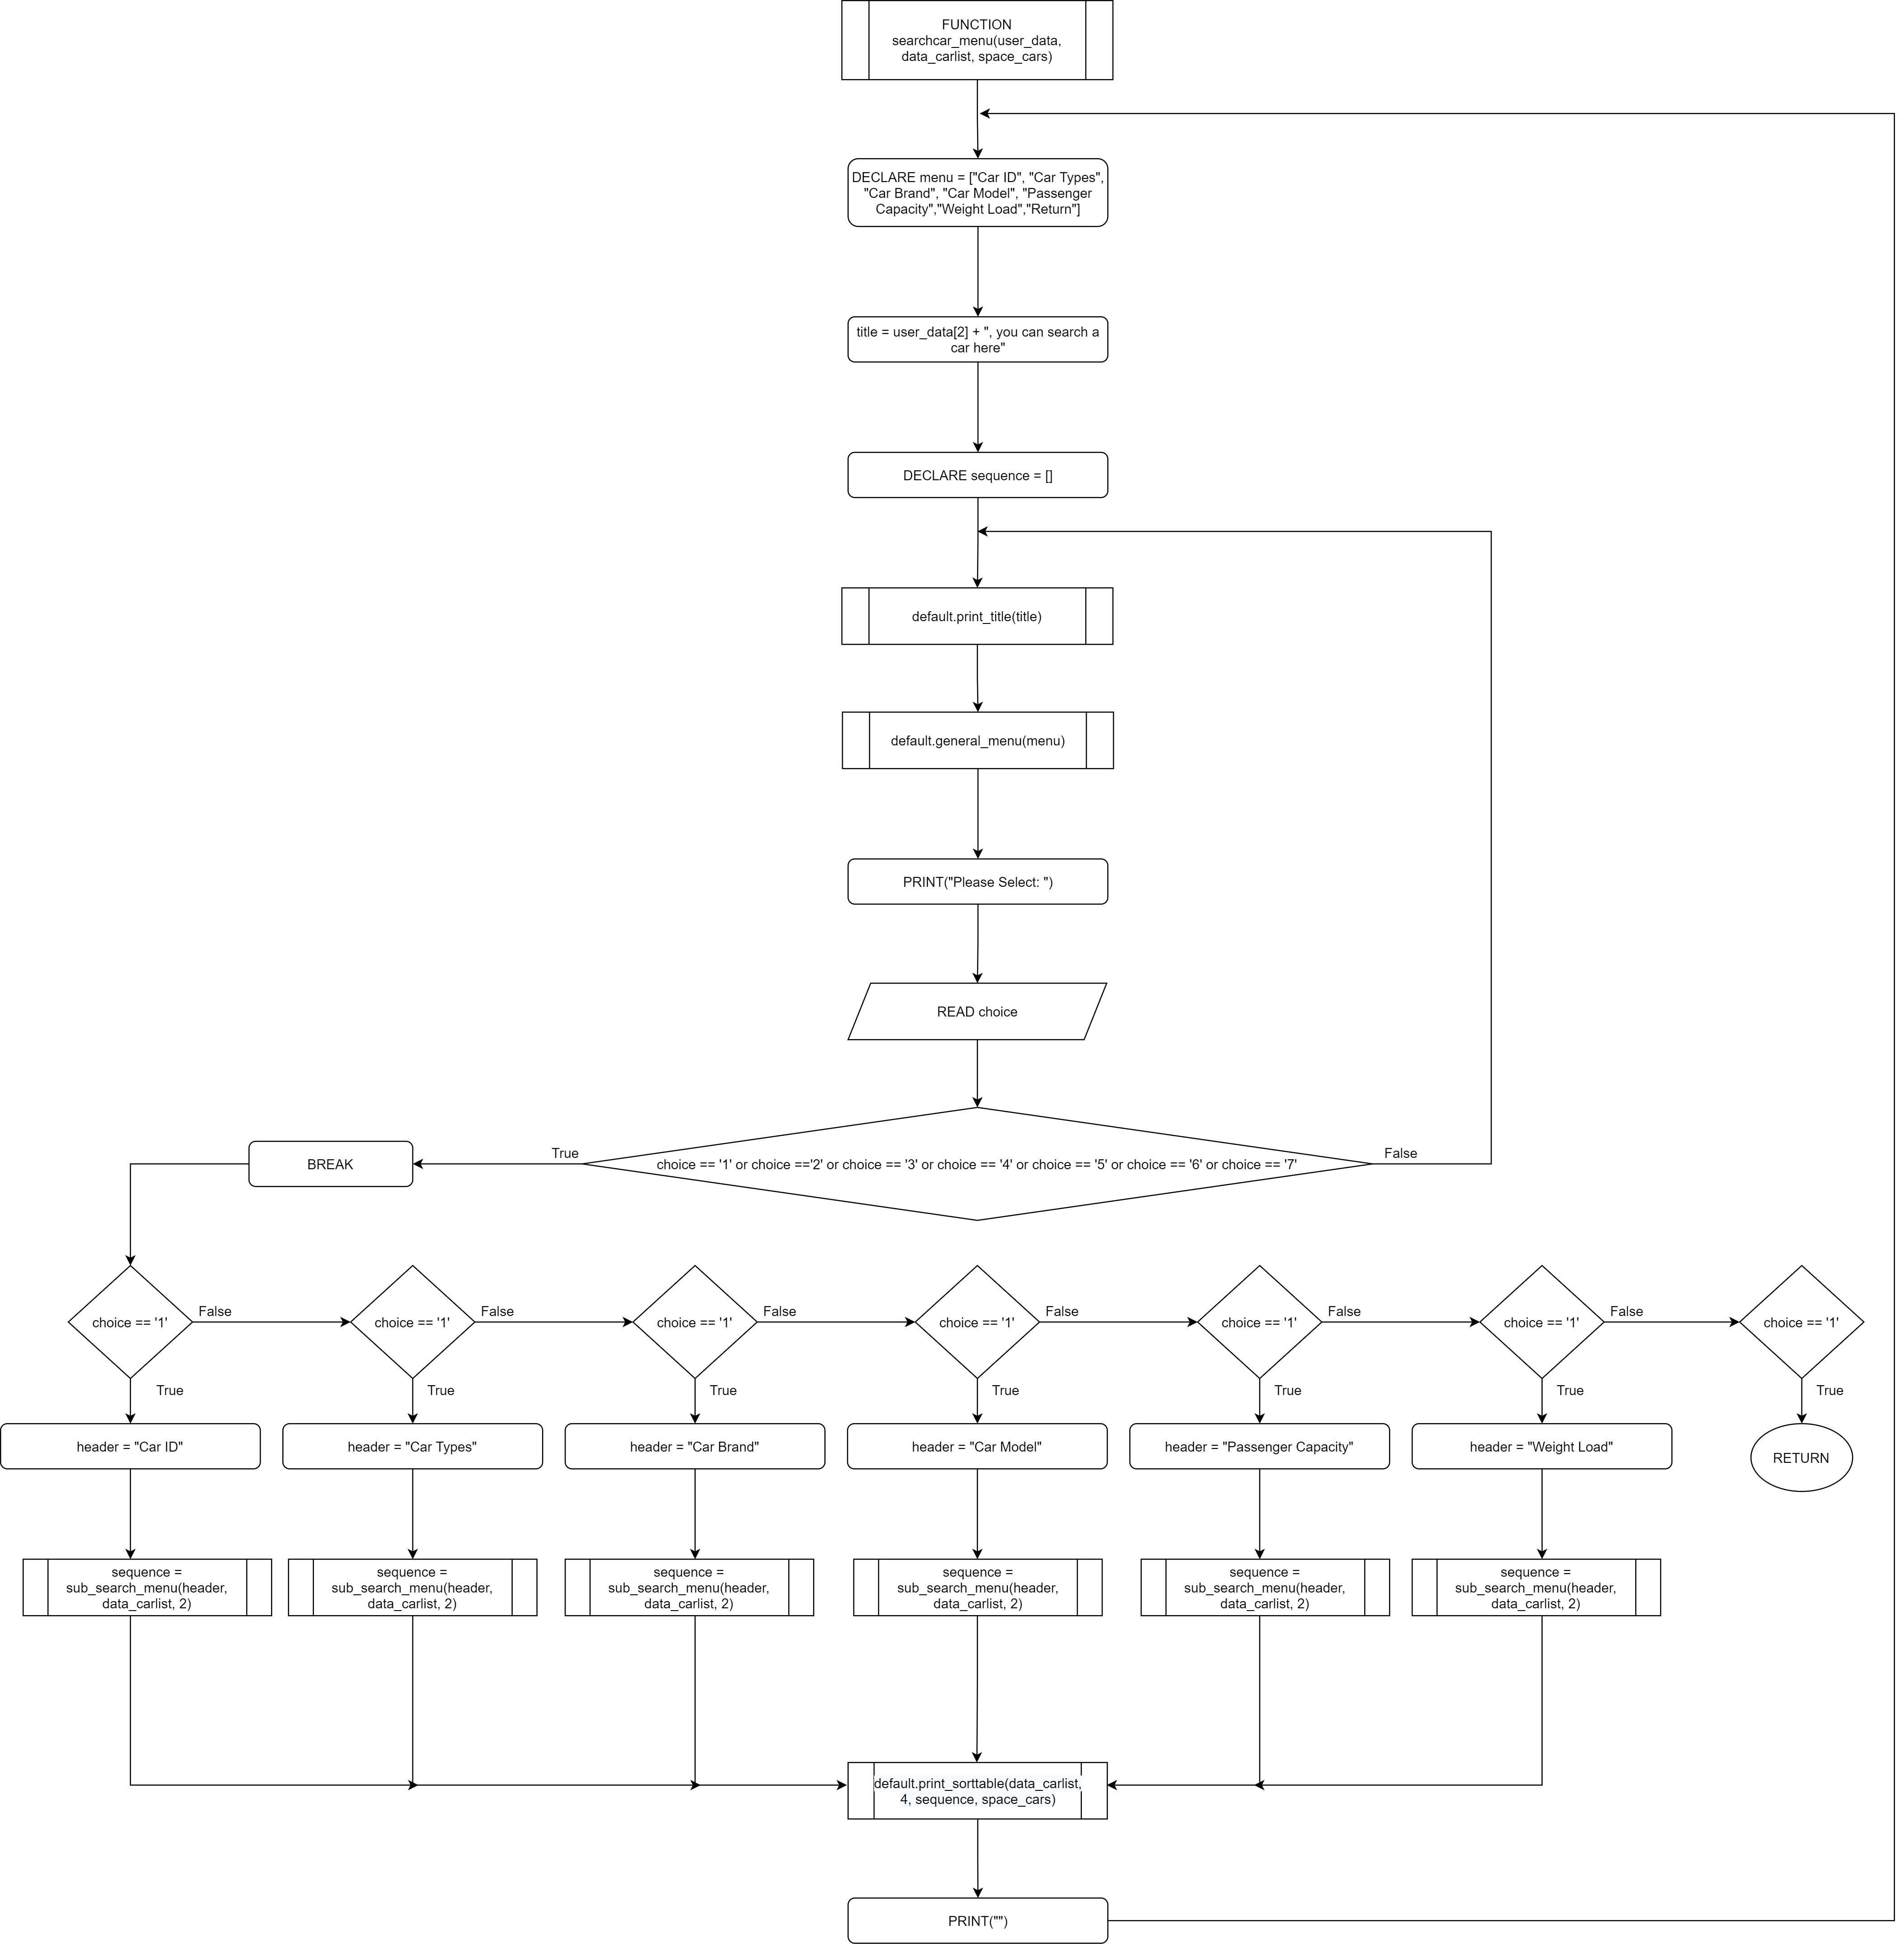 FUNCTION
searchcar_menu(user_data,
data_carlist, space_cars)
DECLARE menu = ["Car ID", "Car Types",
"Car Brand", "Car Model", "Passenger
Capacity","Weight Load","Return"]
title = user_data[2] + ", you can search a
car here"
DECLARE sequence = []
default.print_title(title)
default.general_menu(menu)
PRINT("Please Select: ")
READ choice
BREAK
True
choice == '1' or choice =='2' or choice == '3' or choice == '4' or choice == '5' or choice == '6' or choice == '7'
False
choice == '1'
False
choice == '1'
False
choice == '1'
False
choice == '1'
False
choice == '1'
False
choice == '1'
False
choice == '1'
True
True
True
True
True
True
True
header = "Car ID"
header = "Car Types"
header = "Car Brand"
header = "Car Model"
header = "Passenger Capacity"
header = "Weight Load"
RETURN
sequence =
sub_search_menu(header,
data_carlist, 2)
sequence =
sub_search_menu(header,
data_carlist, 2)
sequence =
sub_search_menu(header,
data_carlist, 2)
sequence =
sub_search_menu(header,
data_carlist, 2)
sequence =
sub_search_menu(header,
data_carlist, 2)
sequence =
sub_search_menu(header,
data_carlist, 2)
default.print_sorttable(data_carlist,
4, sequence, space_cars)
PRINT("")